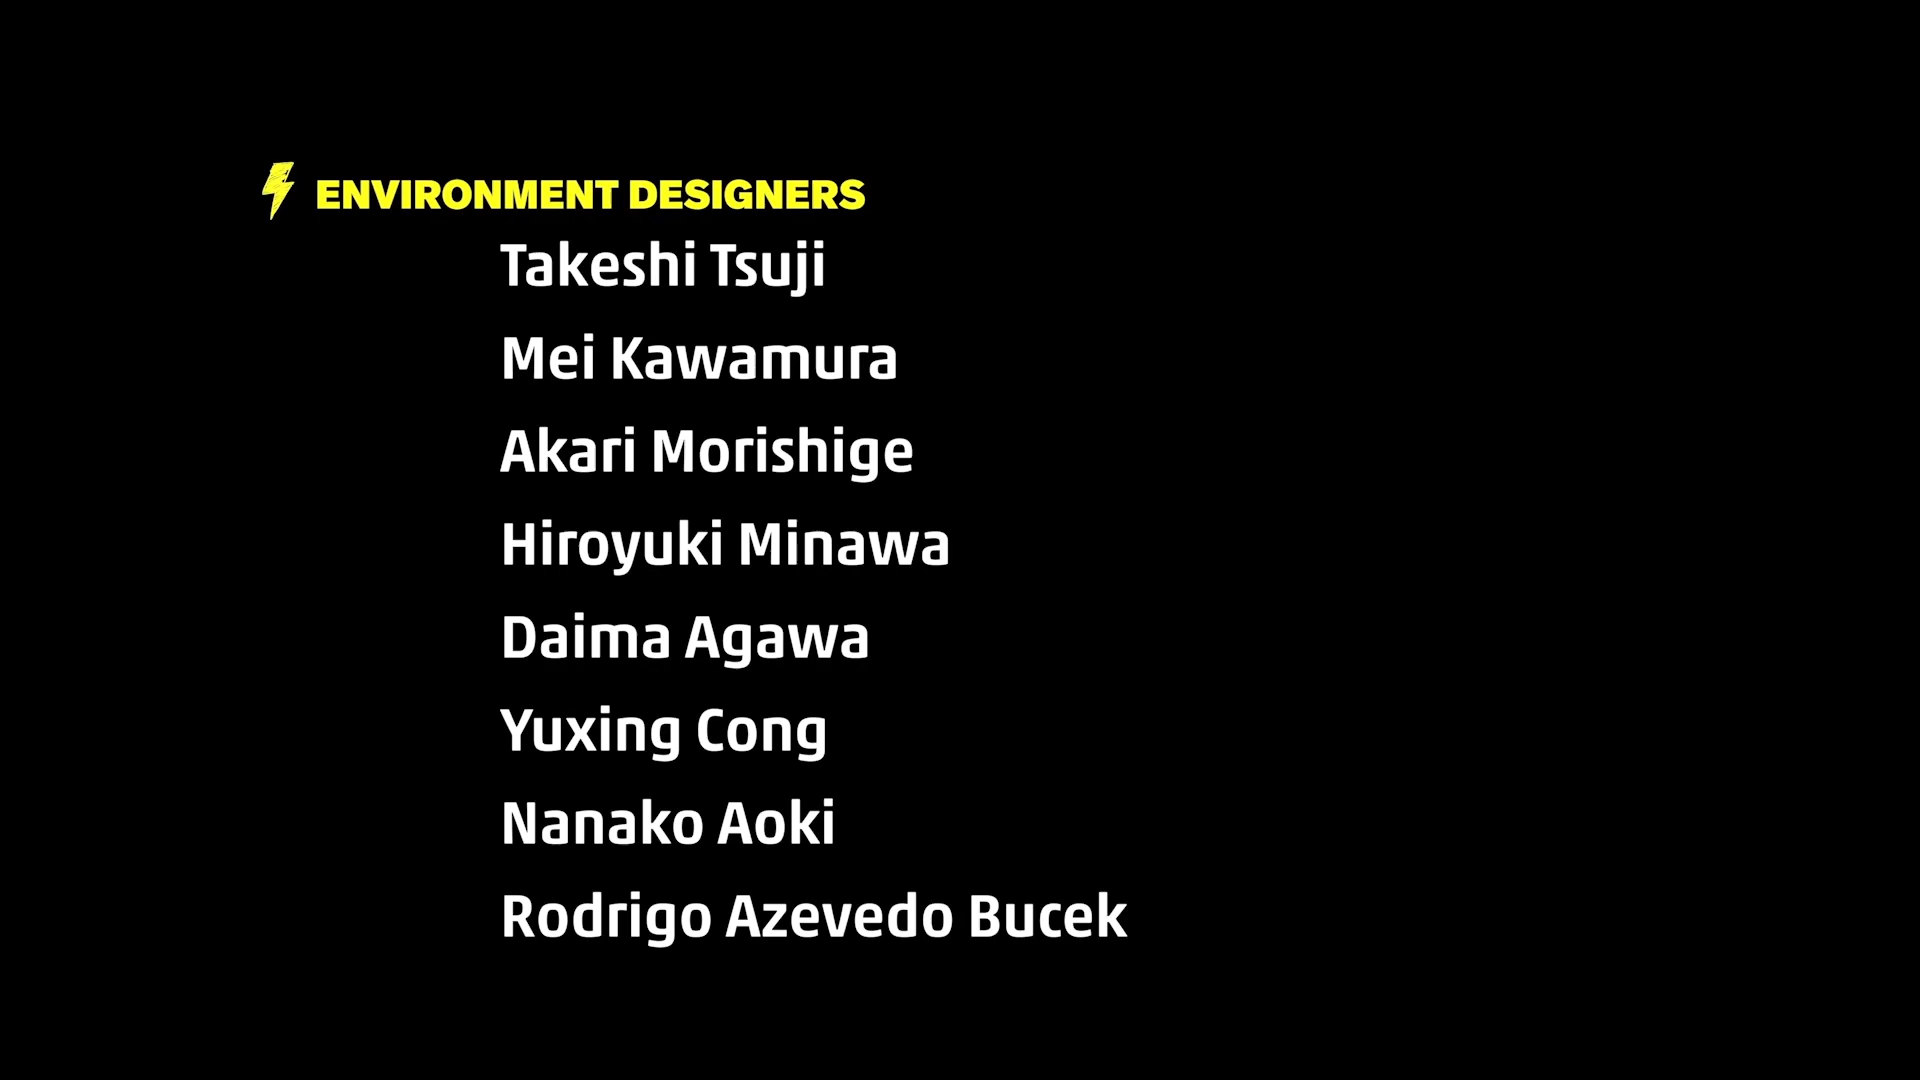 ENVIRONMENT DESIGNERS
Takeshi Tsuji
Mei Kawamura
Akari Morishige
Hiroyuki Minawa
Daima Agawa
Yuxing Cong
Nanako Aoki
Rodrigo Azevedo Bucek